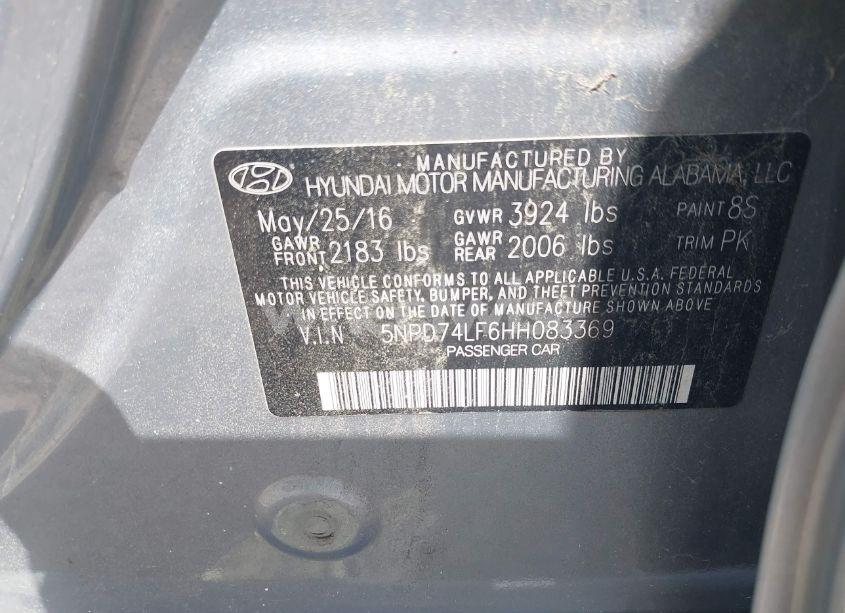 MANUFACTURED BY
HYUNDAI MOTOR MANUFACTURING ALABAMA, LLC
May/25/16 GVWR 3924 lbs PAINT 8S
GAWR FRONT 2183 lbs GAWR REAR 2006 lbs TRIM PK
THIS VEHICLE CONFORMS TO ALL APPLICABLE U.S.A. FEDERAL
MOTOR VEHICLE SAFETY, BUMPER, AND THEFT PREVENTION STANDARDS
IN EFFECT ON THE DATE OF MANUFACTURE SHOWN ABOVE.
V.I.N 5NPD74LF6HH083369
PASSENGER CAR